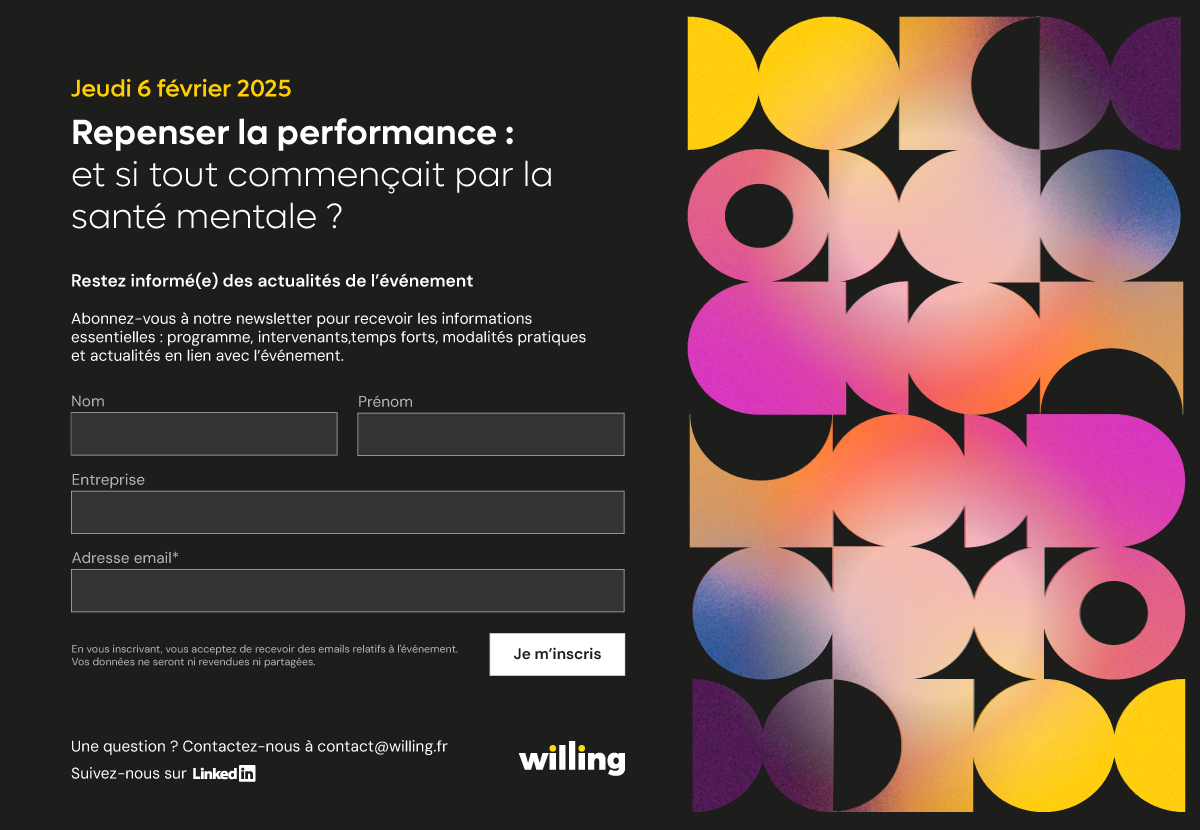 Jeudi 6 février 2025
Repenser la performance :
et si tout commençait par la
santé mentale ?
Restez informé(e) des actualités de l’événement
Abonnez-vous à notre newsletter pour recevoir les informations
essentielles : programme, intervenants,temps forts, modalités pratiques
et actualités en lien avec l’événement.
Nom
Prénom
Entreprise
Adresse email*
En vous inscrivant, vous acceptez de recevoir des emails relatifs à l'événement.
Vos données ne seront ni revendues ni partagées.
Je m’inscris
Une question ? Contactez-nous à contact@willing.fr
Suivez-nous sur Linkedin
willing